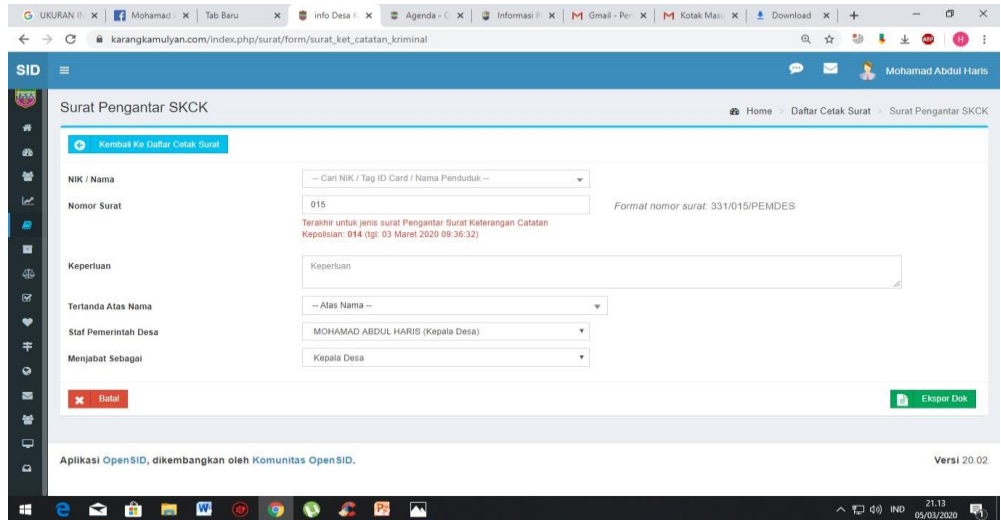 UKURAN
Mohamad
Tab Baru
info Desa K
Agenda - C
Informasi P
Gmail - Pen
Kotak Masu
Download
karangkamulyan.com/index.php/surat/form/surat_ket_catatan_kriminal
SID
Mohamad Abdul Haris
Surat Pengantar SKCK
Home > Daftar Cetak Surat > Surat Pengantar SKCK
Kembali Ke Daftar Cetak Surat
NIK / Nama
-- Cari NIK / Tag ID Card / Nama Penduduk --
Nomor Surat
015
Format nomor surat: 331/015/PEMDES
Terakhir untuk jenis surat Pengantar Surat Keterangan Catatan
Kepolisian: 014 (tgl: 03 Maret 2020 09:36:32)
Keperluan
Keperluan
Tertanda Atas Nama
-- Atas Nama --
Staf Pemerintah Desa
MOHAMAD ABDUL HARIS (Kepala Desa)
Menjabat Sebagai
Kepala Desa
Batal
Ekspor Dok
Aplikasi OpenSID, dikembangkan oleh Komunitas OpenSID.
Versi 20.02
IND
21.13
05/03/2020